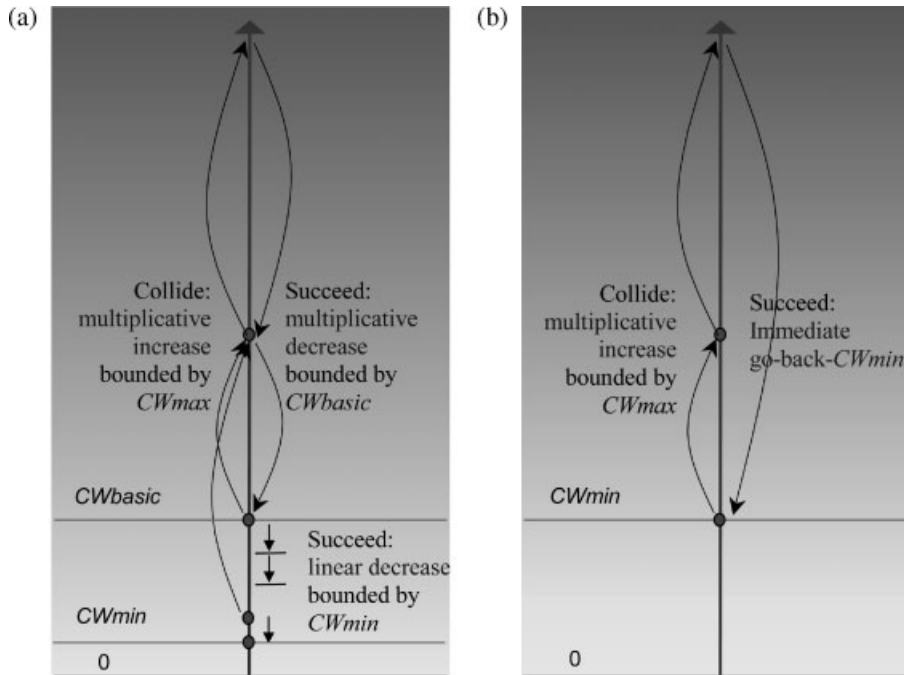 (a)
Collide:
multiplicative
increase
bounded by
CWmax
Succeed:
multiplicative
decrease
bounded by
CWbasic
CWbasic
Succeed:
linear decrease
bounded by
CWmin
CWmin
0
(b)
Collide:
multiplicative
increase
bounded by
CWmax
Succeed:
Immediate
go-back-CWmin
CWmin
0